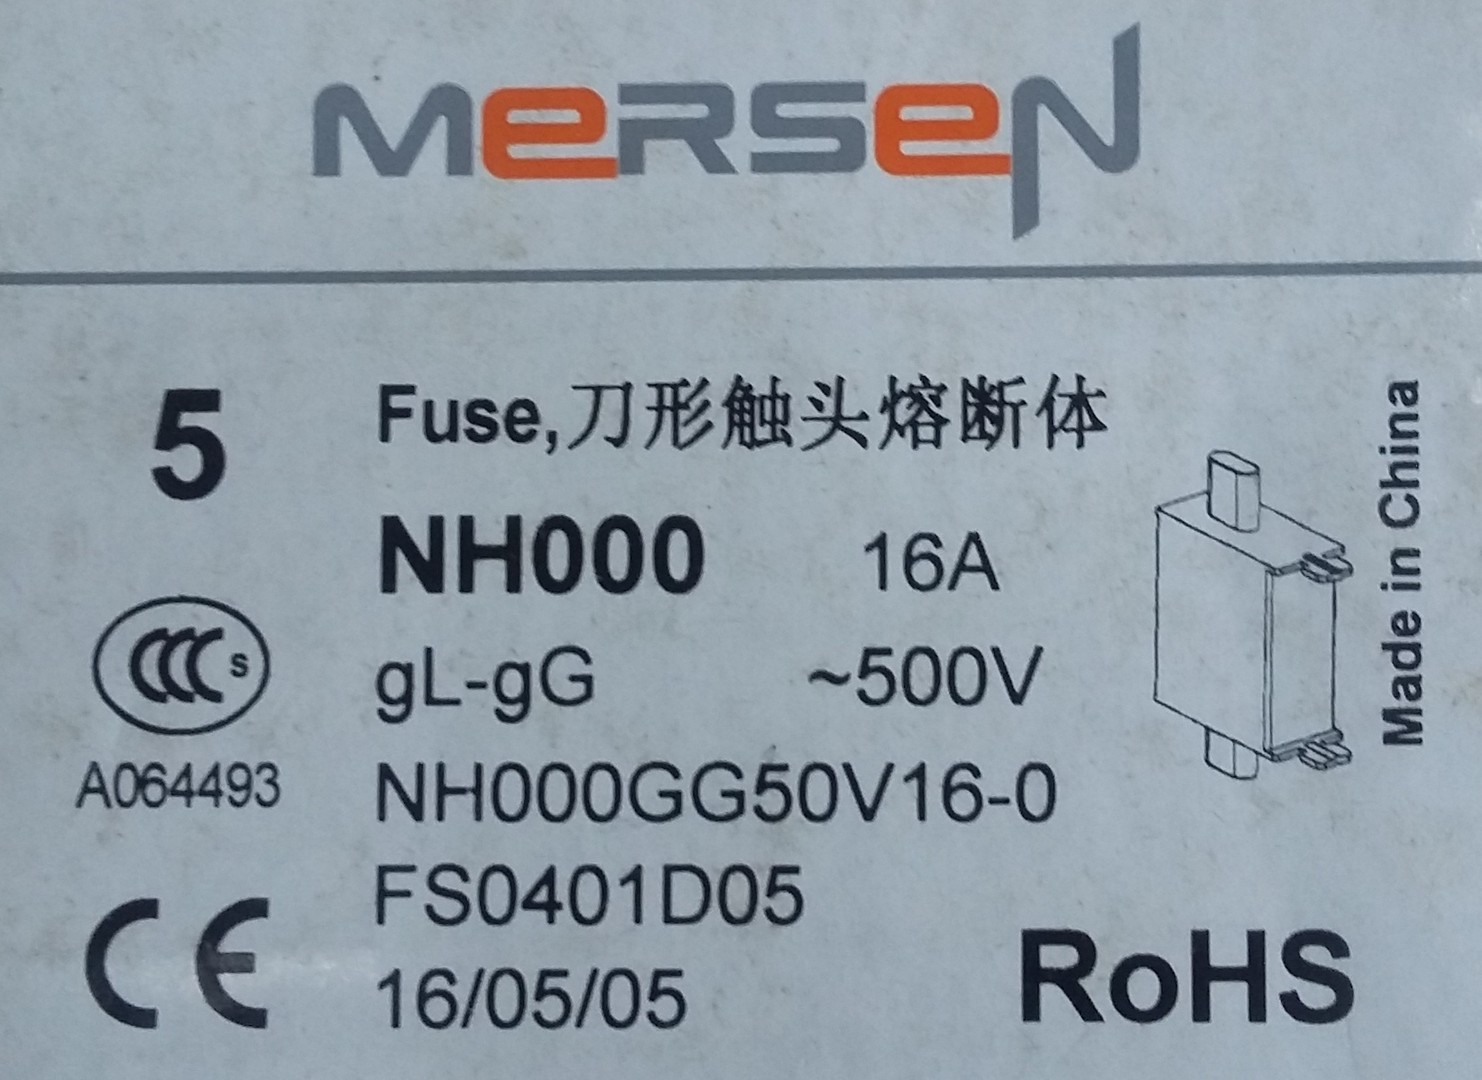 MERSEN
5
Fuse,刀形触头熔断体
NH000 16A
CCC S
gL-gG ~500V
A064493
NH000GG50V16-0
FS0401D05
CE
16/05/05
RoHS
Made in China